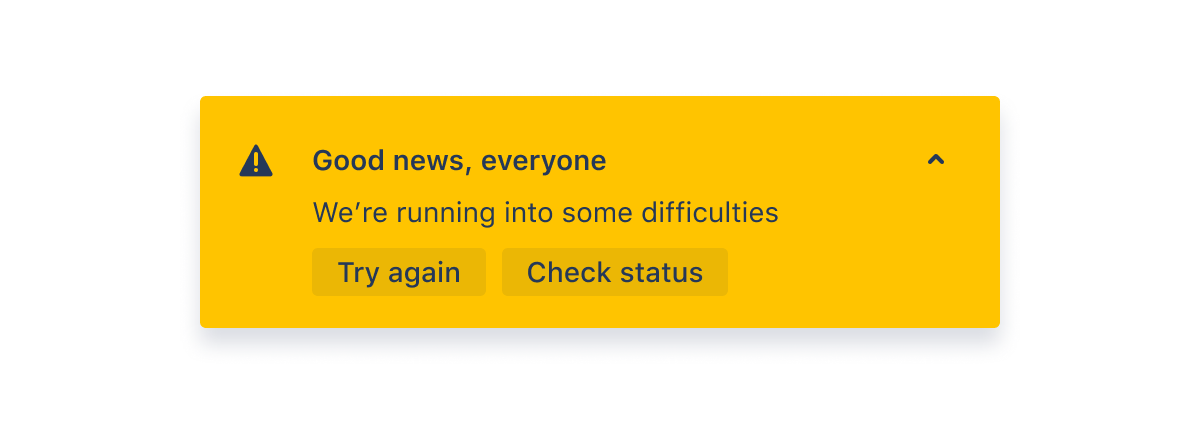 Good news, everyone
We’re running into some difficulties
Try again Check status